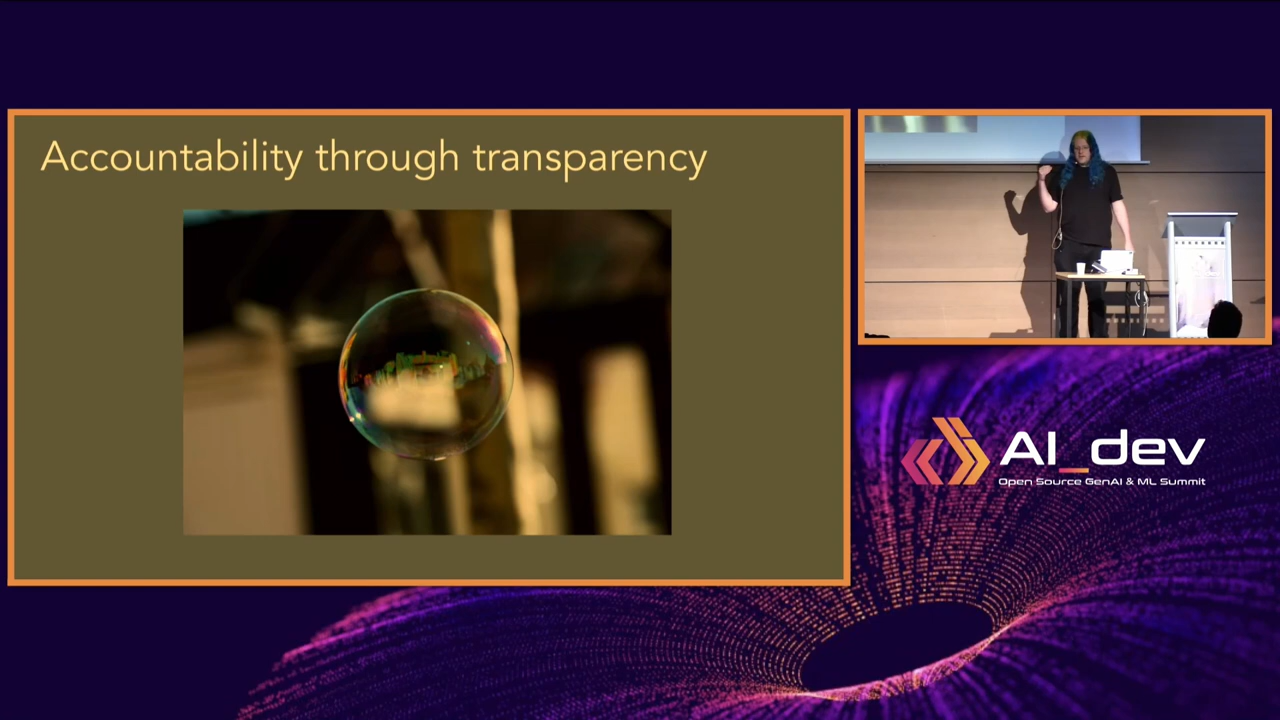 Accountability through transparency
AI_dev
Open Source GenAI & ML Summit